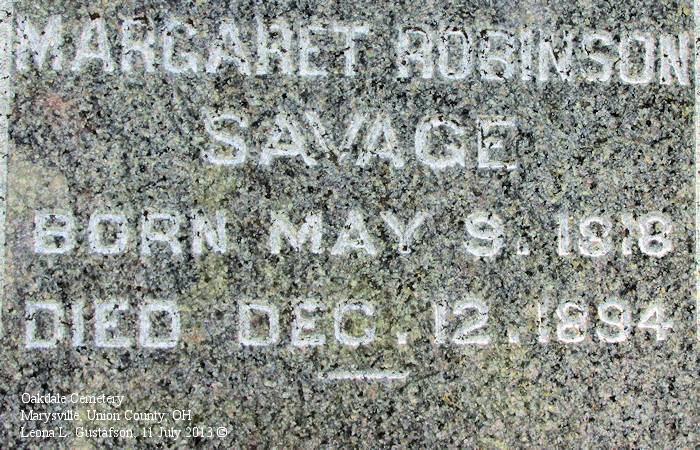 MARGARET ROBINSON
SAVAGE
BORN MAY 9. 1818
DIED DEC. 12. 1894
Oakdale Cemetery
Marysville, Union County, OH
Leona L. Gustafson, 11 July 2013 ©